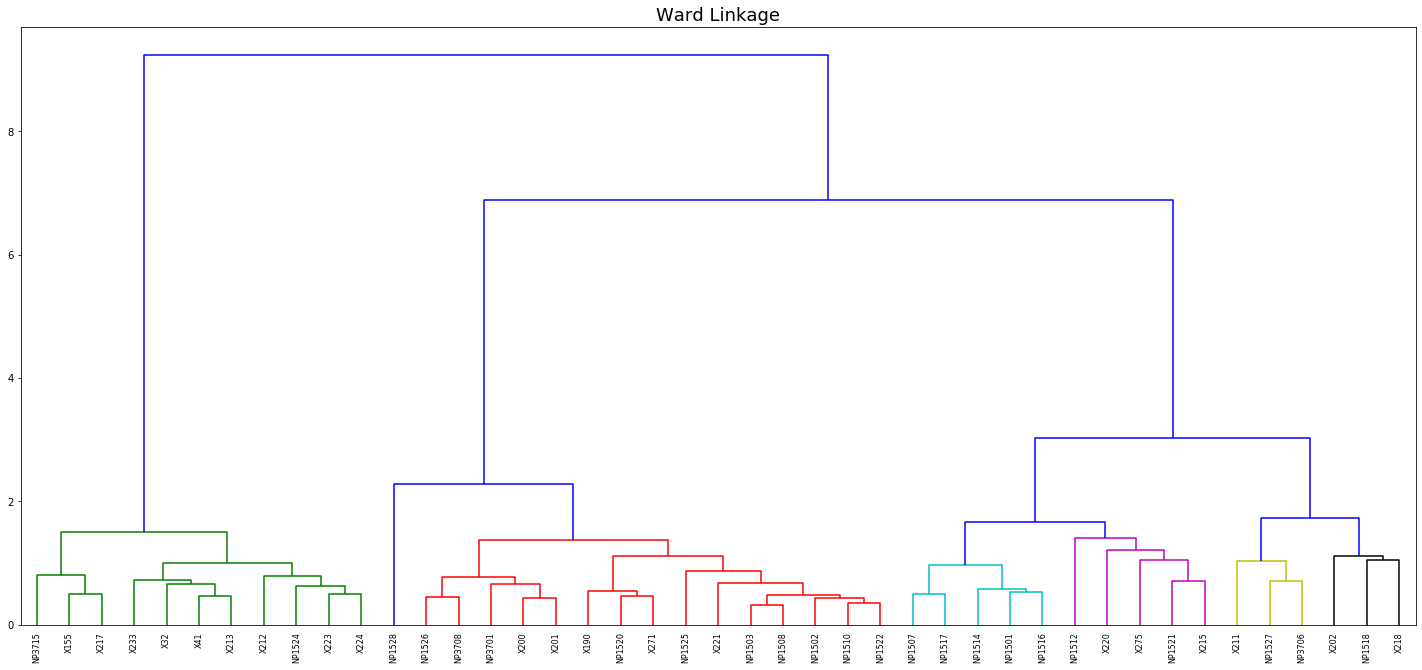 Ward Linkage
8
6
4
2
0
NP3715
X155
X217
X233
X32
X41
X213
X212
NP1524
X223
X224
NP1528
NP1526
NP3708
NP3701
X200
X201
X190
NP1520
X271
NP1525
X221
NP1503
NP1508
NP1502
NP1510
NP1522
NP1507
NP1517
NP1514
NP1501
NP1516
NP1512
X220
X275
NP1521
X215
X211
NP1527
NP3706
X202
NP1518
X218